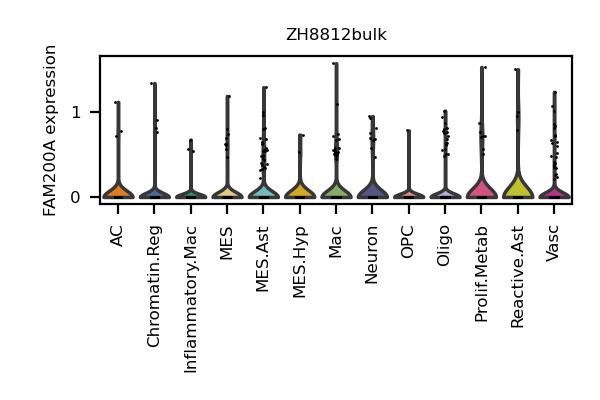 ZH8812bulk
FAM200A expression
1
0
AC
Chromatin.Reg
Inflammatory.Mac
MES
MES.Ast
MES.Hyp
Mac
Neuron
OPC
Oligo
Prolif.Metab
Reactive.Ast
Vasc